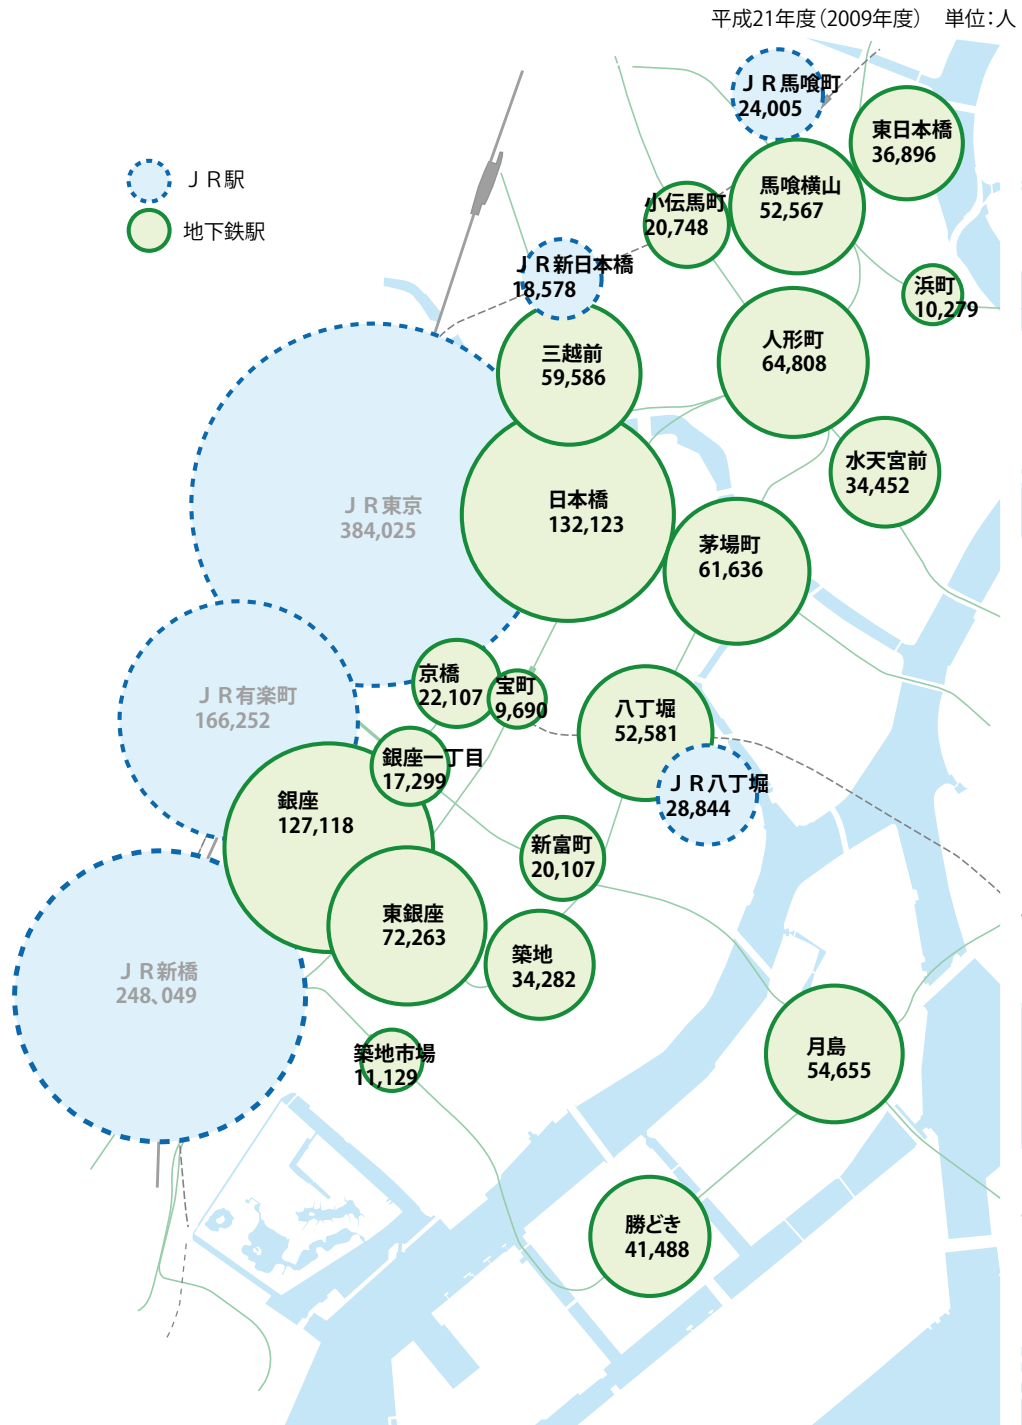 平成21年度（2009年度）　単位：人
ＪＲ駅
地下鉄駅
ＪＲ馬喰町
24,005
東日本橋
36,896
馬喰横山
52,567
小伝馬町
20,748
ＪＲ新日本橋
18,578
浜町
10,279
三越前
59,586
人形町
64,808
水天宮前
34,452
ＪＲ東京
384,025
日本橋
132,123
茅場町
61,636
京橋
22,107
宝町
9,690
ＪＲ有楽町
166,252
八丁堀
52,581
銀座一丁目
17,299
ＪＲ八丁堀
28,844
銀座
127,118
新富町
20,107
東銀座
72,263
築地
34,282
ＪＲ新橋
248、049
築地市場
11,129
月島
54,655
勝どき
41,488